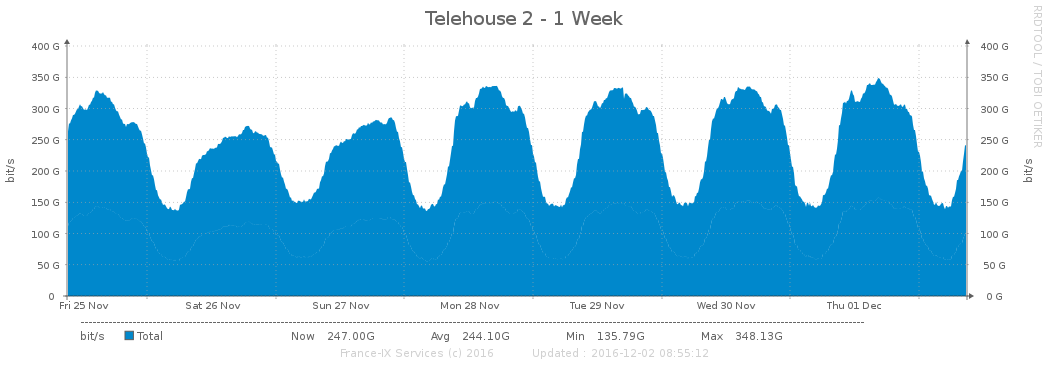 Telehouse 2 - 1 Week
RRDTOOL / TOBI OETIKER
bit/s
400 G
350 G
300 G
250 G
200 G
150 G
100 G
50 G
0
400 G
350 G
300 G
250 G
200 G
150 G
100 G
50 G
0 G
bit/s
Fri 25 Nov Sat 26 Nov Sun 27 Nov Mon 28 Nov Tue 29 Nov Wed 30 Nov Thu 01 Dec
bit/s Total Now 247.00G Avg 244.10G Min 135.79G Max 348.13G
France-IX Services (c) 2016 Updated : 2016-12-02 08:55:12